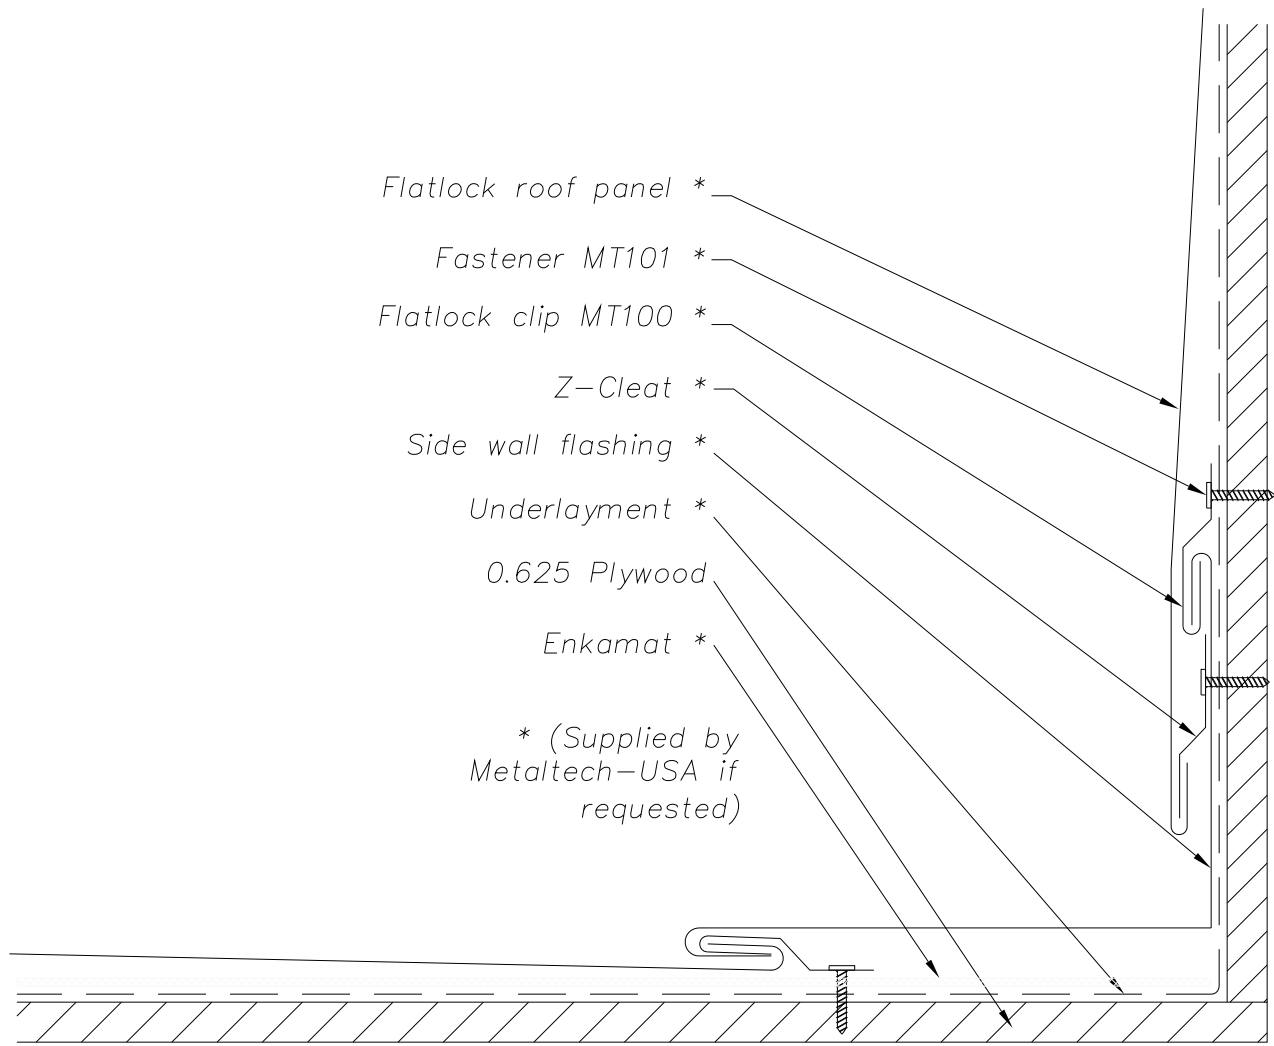 Flatlock roof panel *
Fastener MT101 *
Flatlock clip MT100 *
Z-Cleat *
Side wall flashing *
Underlayment *
0.625 Plywood
Enkamat *
* (Supplied by
Metaltech-USA if
requested)